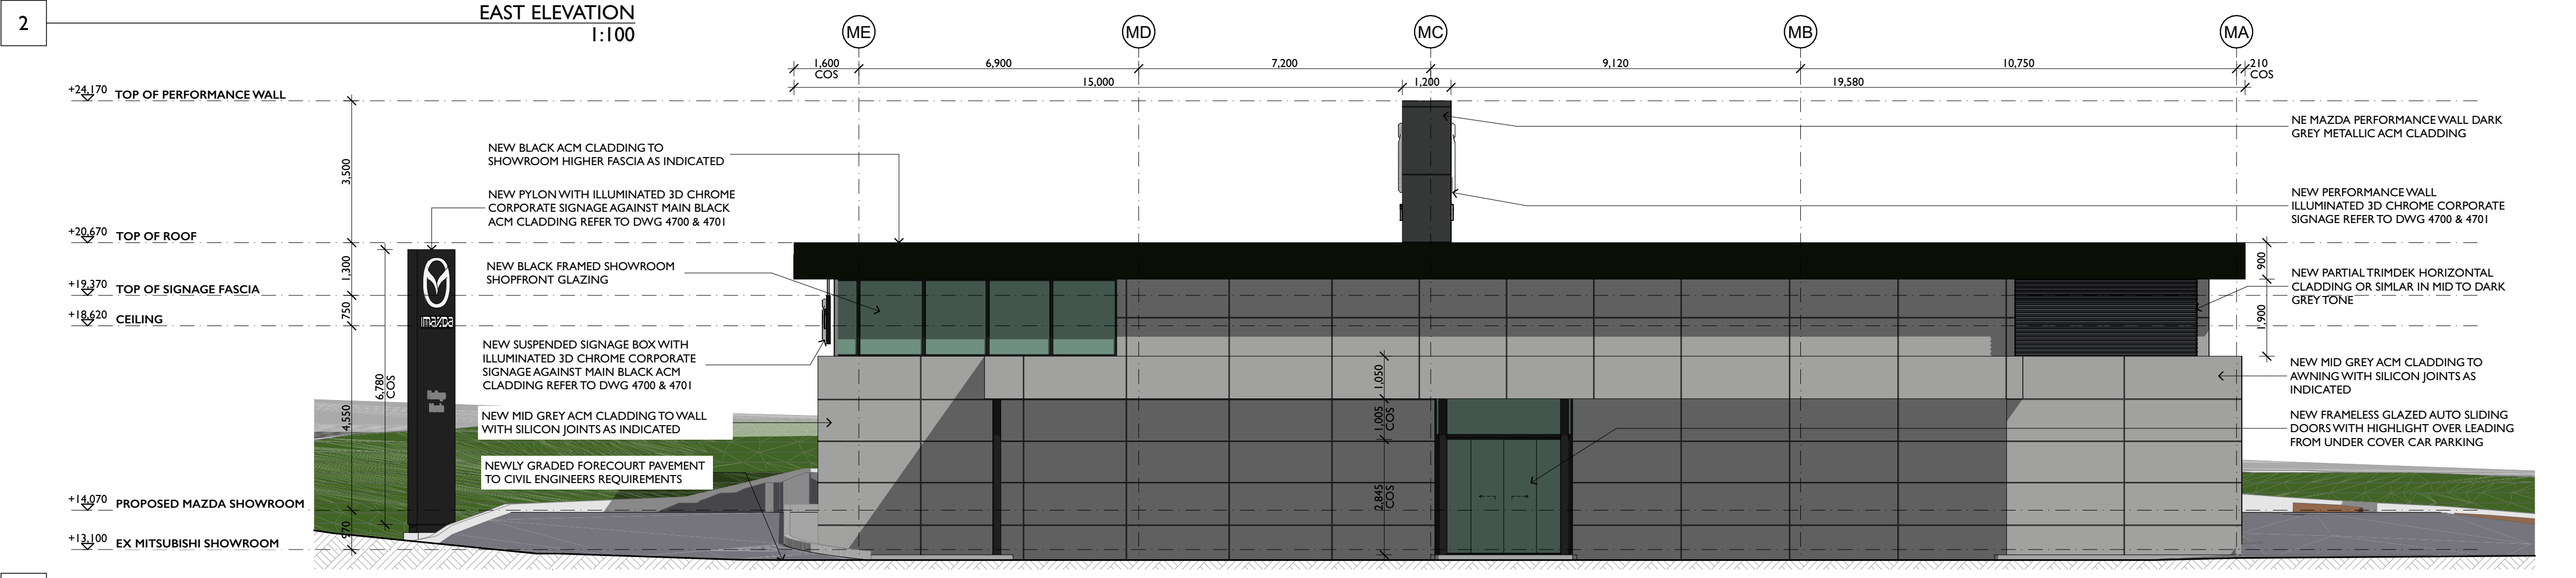 2
EAST ELEVATION
1:100
ME
MD
MC
MB
MA
1,600
COS
6,900
7,200
9,120
10,750
210
COS
15,000
1,200
19,580
+24,170
TOP OF PERFORMANCE WALL
3,500
+20,670
TOP OF ROOF
1,300
+19,370
TOP OF SIGNAGE FASCIA
750
+18,620
CEILING
4,550
6,780
COS
+14,070
PROPOSED MAZDA SHOWROOM
970
+13,100
EX MITSUBISHI SHOWROOM
mazda
NEW BLACK ACM CLADDING TO
SHOWROOM HIGHER FASCIA AS INDICATED
NEW PYLON WITH ILLUMINATED 3D CHROME
CORPORATE SIGNAGE AGAINST MAIN BLACK
ACM CLADDING REFER TO DWG 4700 & 4701
NEW BLACK FRAMED SHOWROOM
SHOPFRONT GLAZING
NEW SUSPENDED SIGNAGE BOX WITH
ILLUMINATED 3D CHROME CORPORATE
SIGNAGE AGAINST MAIN BLACK ACM
CLADDING REFER TO DWG 4700 & 4701
NEW MID GREY ACM CLADDING TO WALL
WITH SILICON JOINTS AS INDICATED
NEWLY GRADED FORECOURT PAVEMENT
TO CIVIL ENGINEERS REQUIREMENTS
1,050
1,005
COS
2,845
COS
900
1,900
NE MAZDA PERFORMANCE WALL DARK
GREY METALLIC ACM CLADDING
NEW PERFORMANCE WALL
ILLUMINATED 3D CHROME CORPORATE
SIGNAGE REFER TO DWG 4700 & 4701
NEW PARTIAL TRIMDEK HORIZONTAL
CLADDING OR SIMLAR IN MID TO DARK
GREY TONE
NEW MID GREY ACM CLADDING TO
AWNING WITH SILICON JOINTS AS
INDICATED
NEW FRAMELESS GLAZED AUTO SLIDING
DOORS WITH HIGHLIGHT OVER LEADING
FROM UNDER COVER CAR PARKING